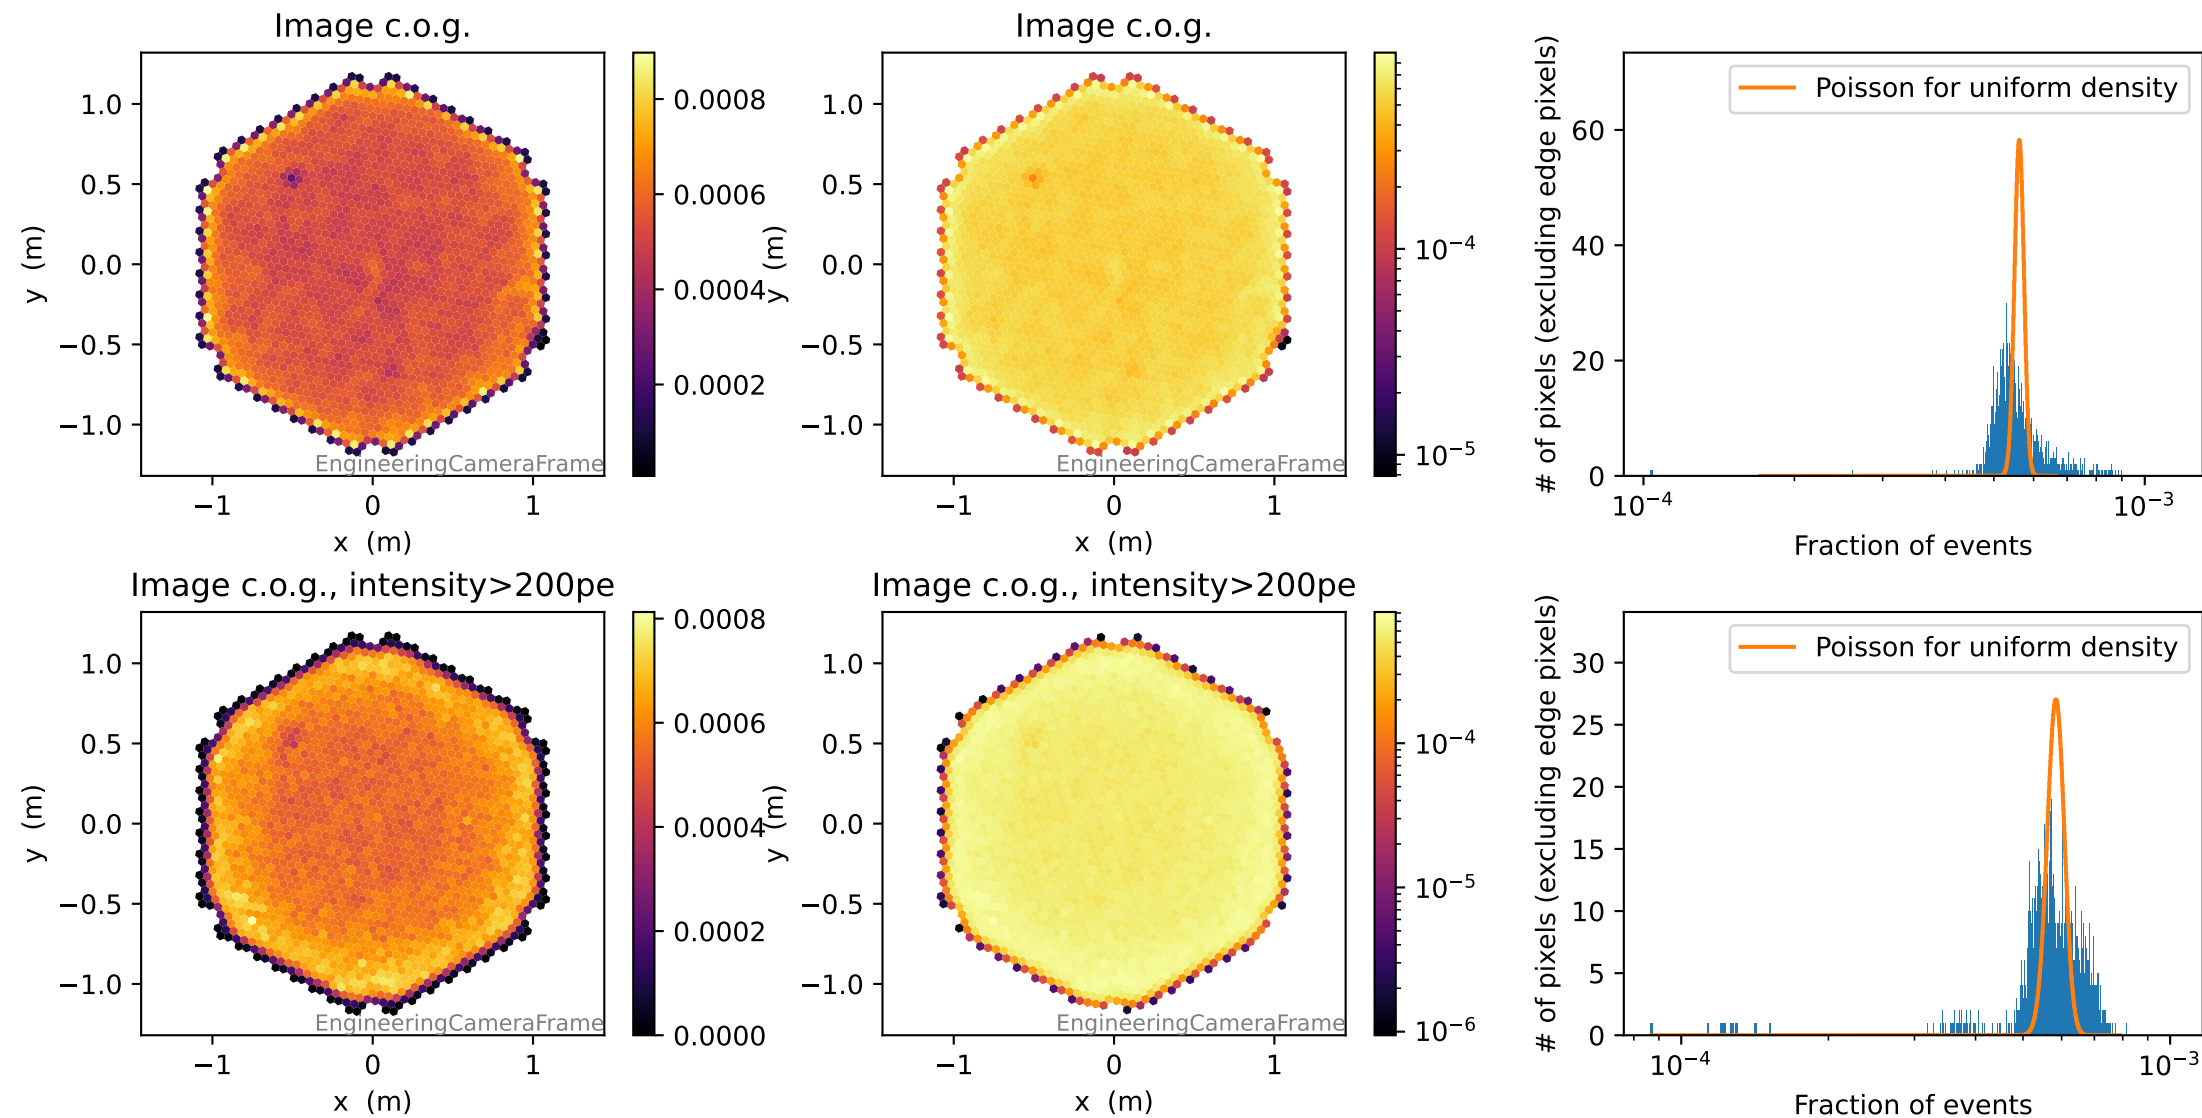 Image c.o.g.
y (m)
1.0
0.5
0.0
−0.5
−1.0
−1 0 1
x (m)
EngineeringCameraFrame
0.0008
0.0006
0.0004
0.0002
Image c.o.g.
y (m)
1.0
0.5
0.0
−0.5
−1.0
−1 0 1
x (m)
EngineeringCameraFrame
10⁻⁴
10⁻⁵
# of pixels (excluding edge pixels)
60
40
20
0
Poisson for uniform density
10⁻⁴ 10⁻³
Fraction of events
Image c.o.g., intensity>200pe
y (m)
1.0
0.5
0.0
−0.5
−1.0
−1 0 1
x (m)
EngineeringCameraFrame
0.0008
0.0006
0.0004
0.0002
0.0000
Image c.o.g., intensity>200pe
y (m)
1.0
0.5
0.0
−0.5
−1.0
−1 0 1
x (m)
EngineeringCameraFrame
10⁻⁴
10⁻⁵
10⁻⁶
# of pixels (excluding edge pixels)
30
25
20
15
10
5
0
Poisson for uniform density
10⁻⁴ 10⁻³
Fraction of events